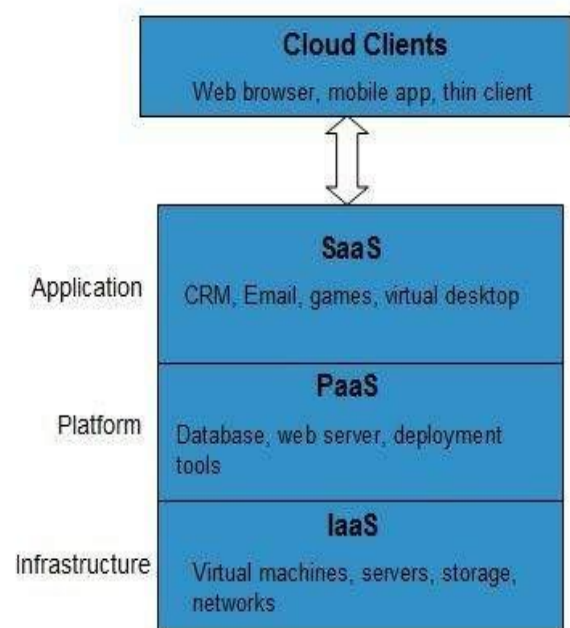 Cloud Clients
Web browser, mobile app, thin client
SaaS
Application
CRM, Email, games, virtual desktop
PaaS
Platform
Database, web server, deployment
tools
IaaS
Infrastructure
Virtual machines, servers, storage,
networks